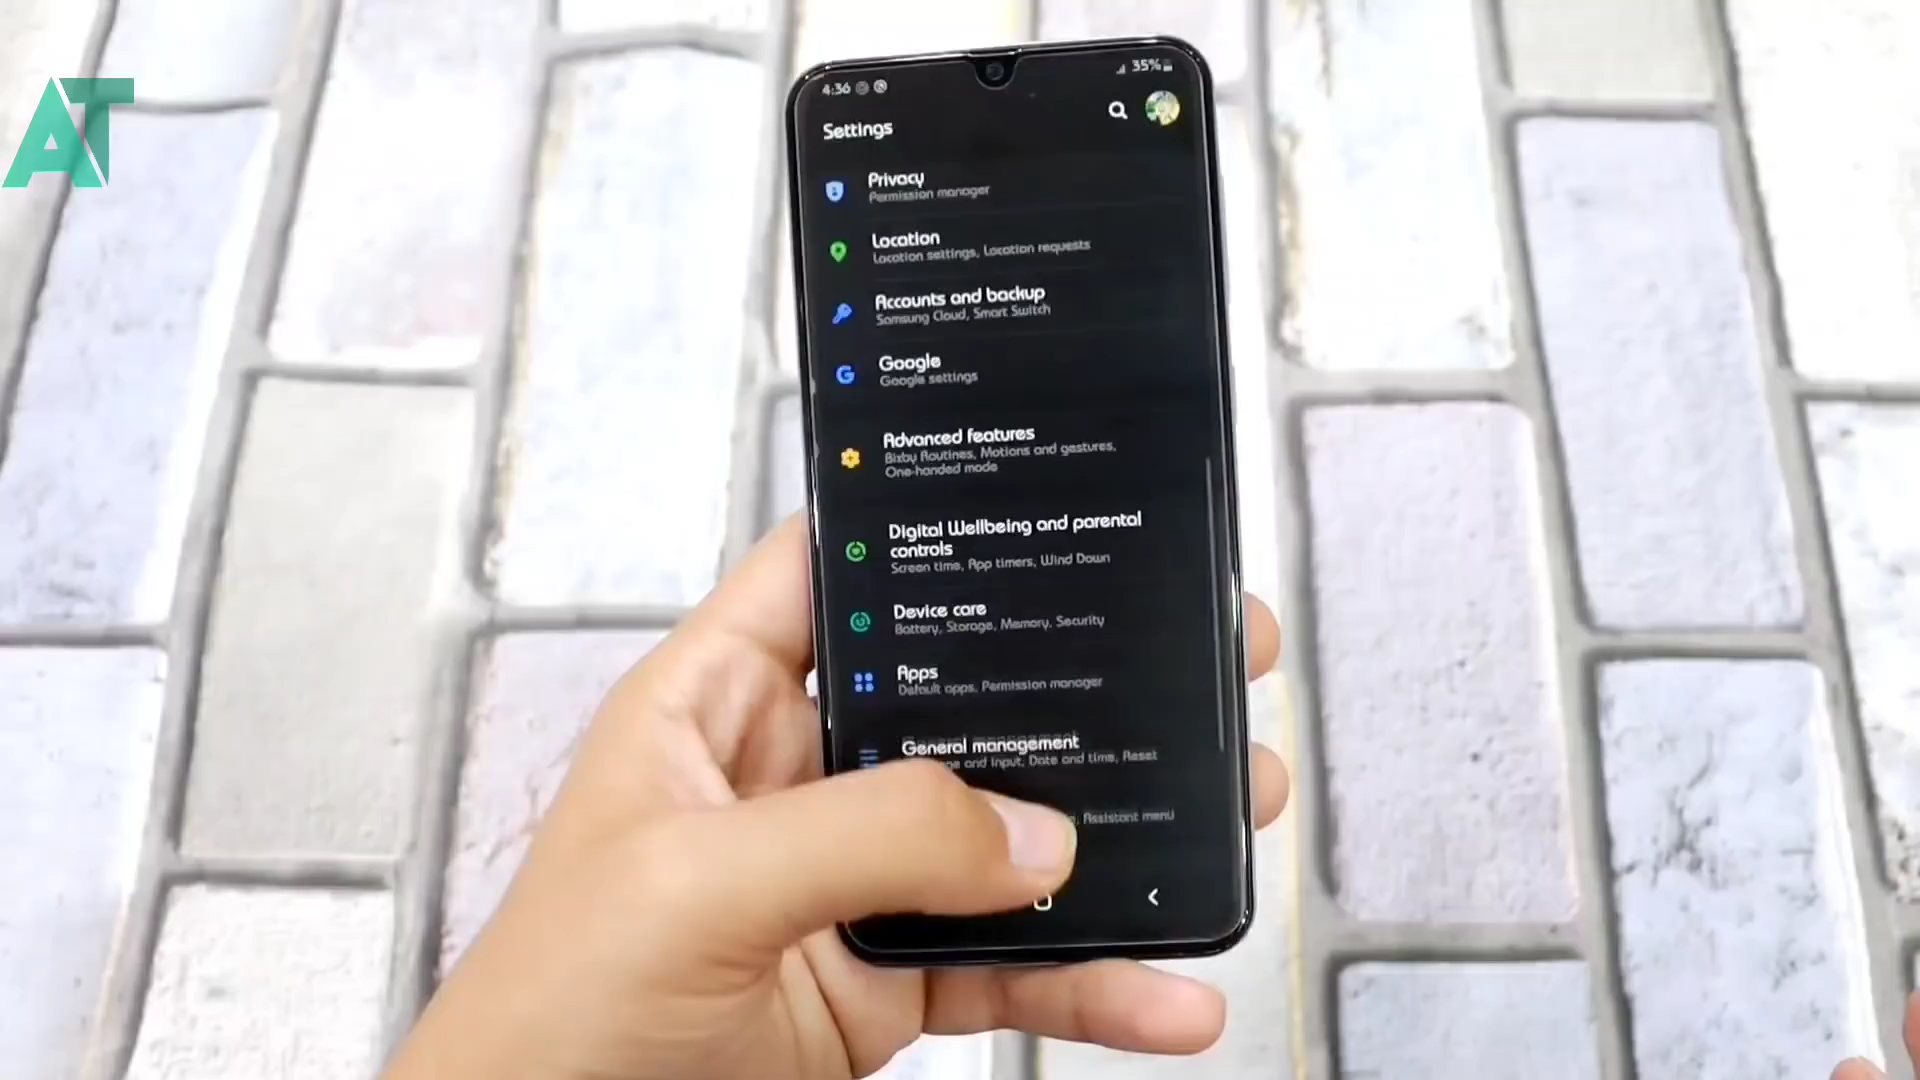 AT
4:36
35%
Settings
Privacy
Permission manager
Location
Location settings, Location requests
Accounts and backup
Samsung Cloud, Smart Switch
Google
Google settings
Advanced features
Bixby Routines, Motions and gestures,
One-handed mode
Digital Wellbeing and parental
controls
Screen time, App timers, Wind Down
Device care
Battery, Storage, Memory, Security
Apps
Default apps, Permission manager
General management
and input, Date and time, Reset
Assistant menu